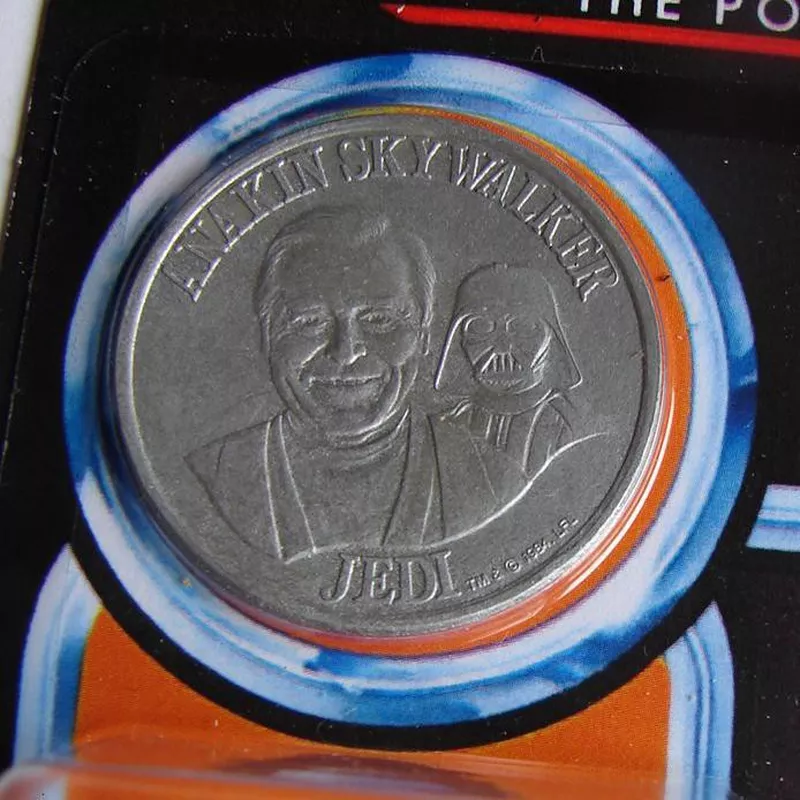 THE PO
ANAKIN SKYWALKER
JEDI
TM & © 1984 LFL